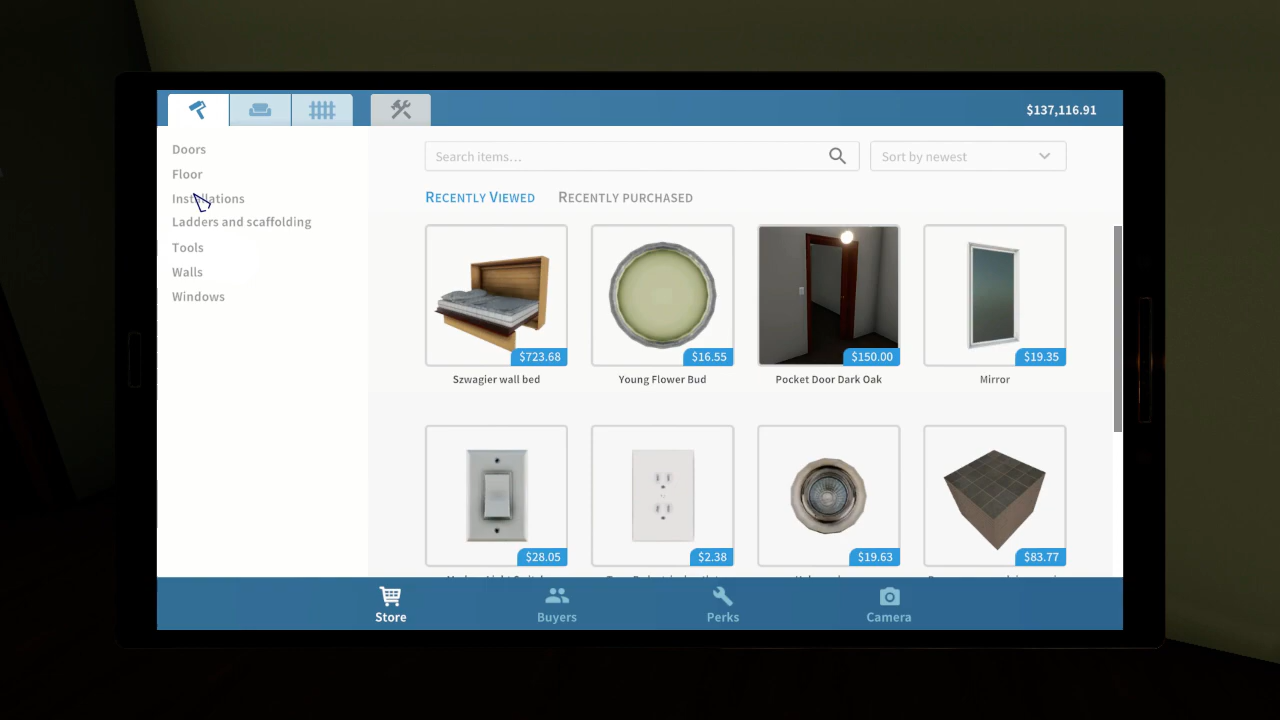 $137,116.91
Doors
Floor
Installations
Ladders and scaffolding
Tools
Walls
Windows
Search items...
Sort by newest
RECENTLY VIEWED
RECENTLY PURCHASED
$723.68
Szwagier wall bed
$16.55
Young Flower Bud
$150.00
Pocket Door Dark Oak
$19.35
Mirror
$28.05
$2.38
$19.63
$83.77
Store
Buyers
Perks
Camera